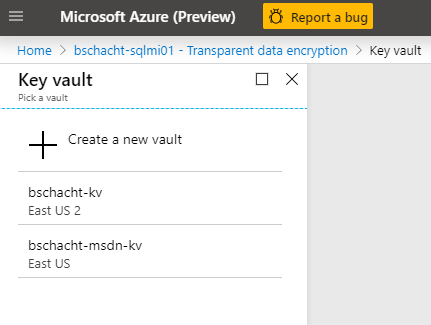 Microsoft Azure (Preview) Report a bug
Home > bschacht-sqlmi01 - Transparent data encryption > Key vault
Key vault
Pick a vault
Create a new vault
bschacht-kv
East US 2
bschacht-msdn-kv
East US